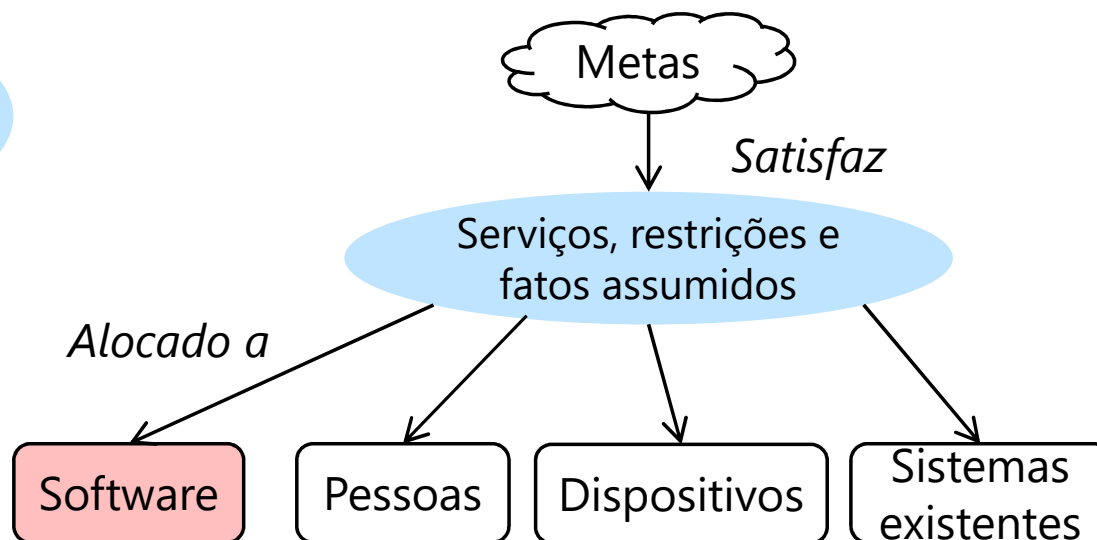 Metas
Satisfaz
Serviços, restrições e
fatos assumidos
Alocado a
Software
Pessoas
Dispositivos
Sistemas
existentes